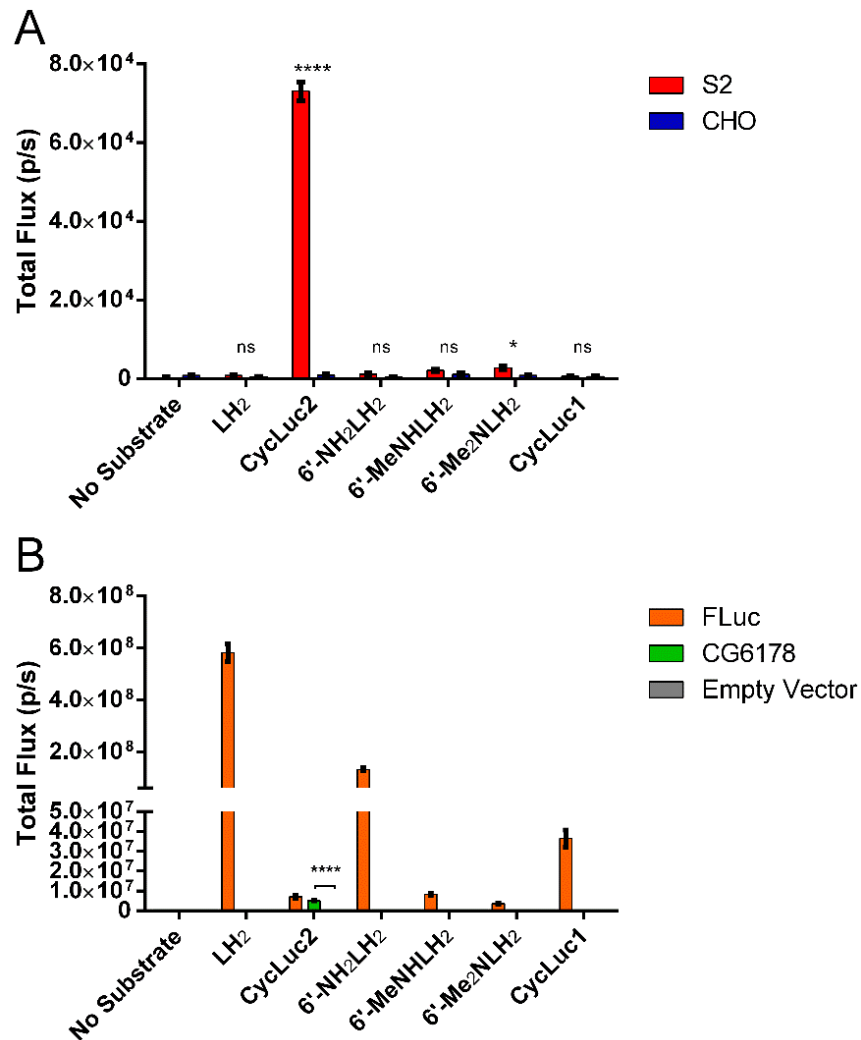 A
Total Flux (p/s)
8.0×10⁴
6.0×10⁴
4.0×10⁴
2.0×10⁴
0
ns
****
ns
ns
*
ns
No Substrate
LH₂
CycLuc2
6'-NH₂LH₂
6'-MeNHLH₂
6'-Me₂NLH₂
CycLuc1
S2
CHO
B
Total Flux (p/s)
8.0×10⁸
6.0×10⁸
4.0×10⁸
2.0×10⁸
5.0×10⁷
4.0×10⁷
3.0×10⁷
2.0×10⁷
1.0×10⁷
0
****
No Substrate
LH₂
CycLuc2
6'-NH₂LH₂
6'-MeNHLH₂
6'-Me₂NLH₂
CycLuc1
FLuc
CG6178
Empty Vector